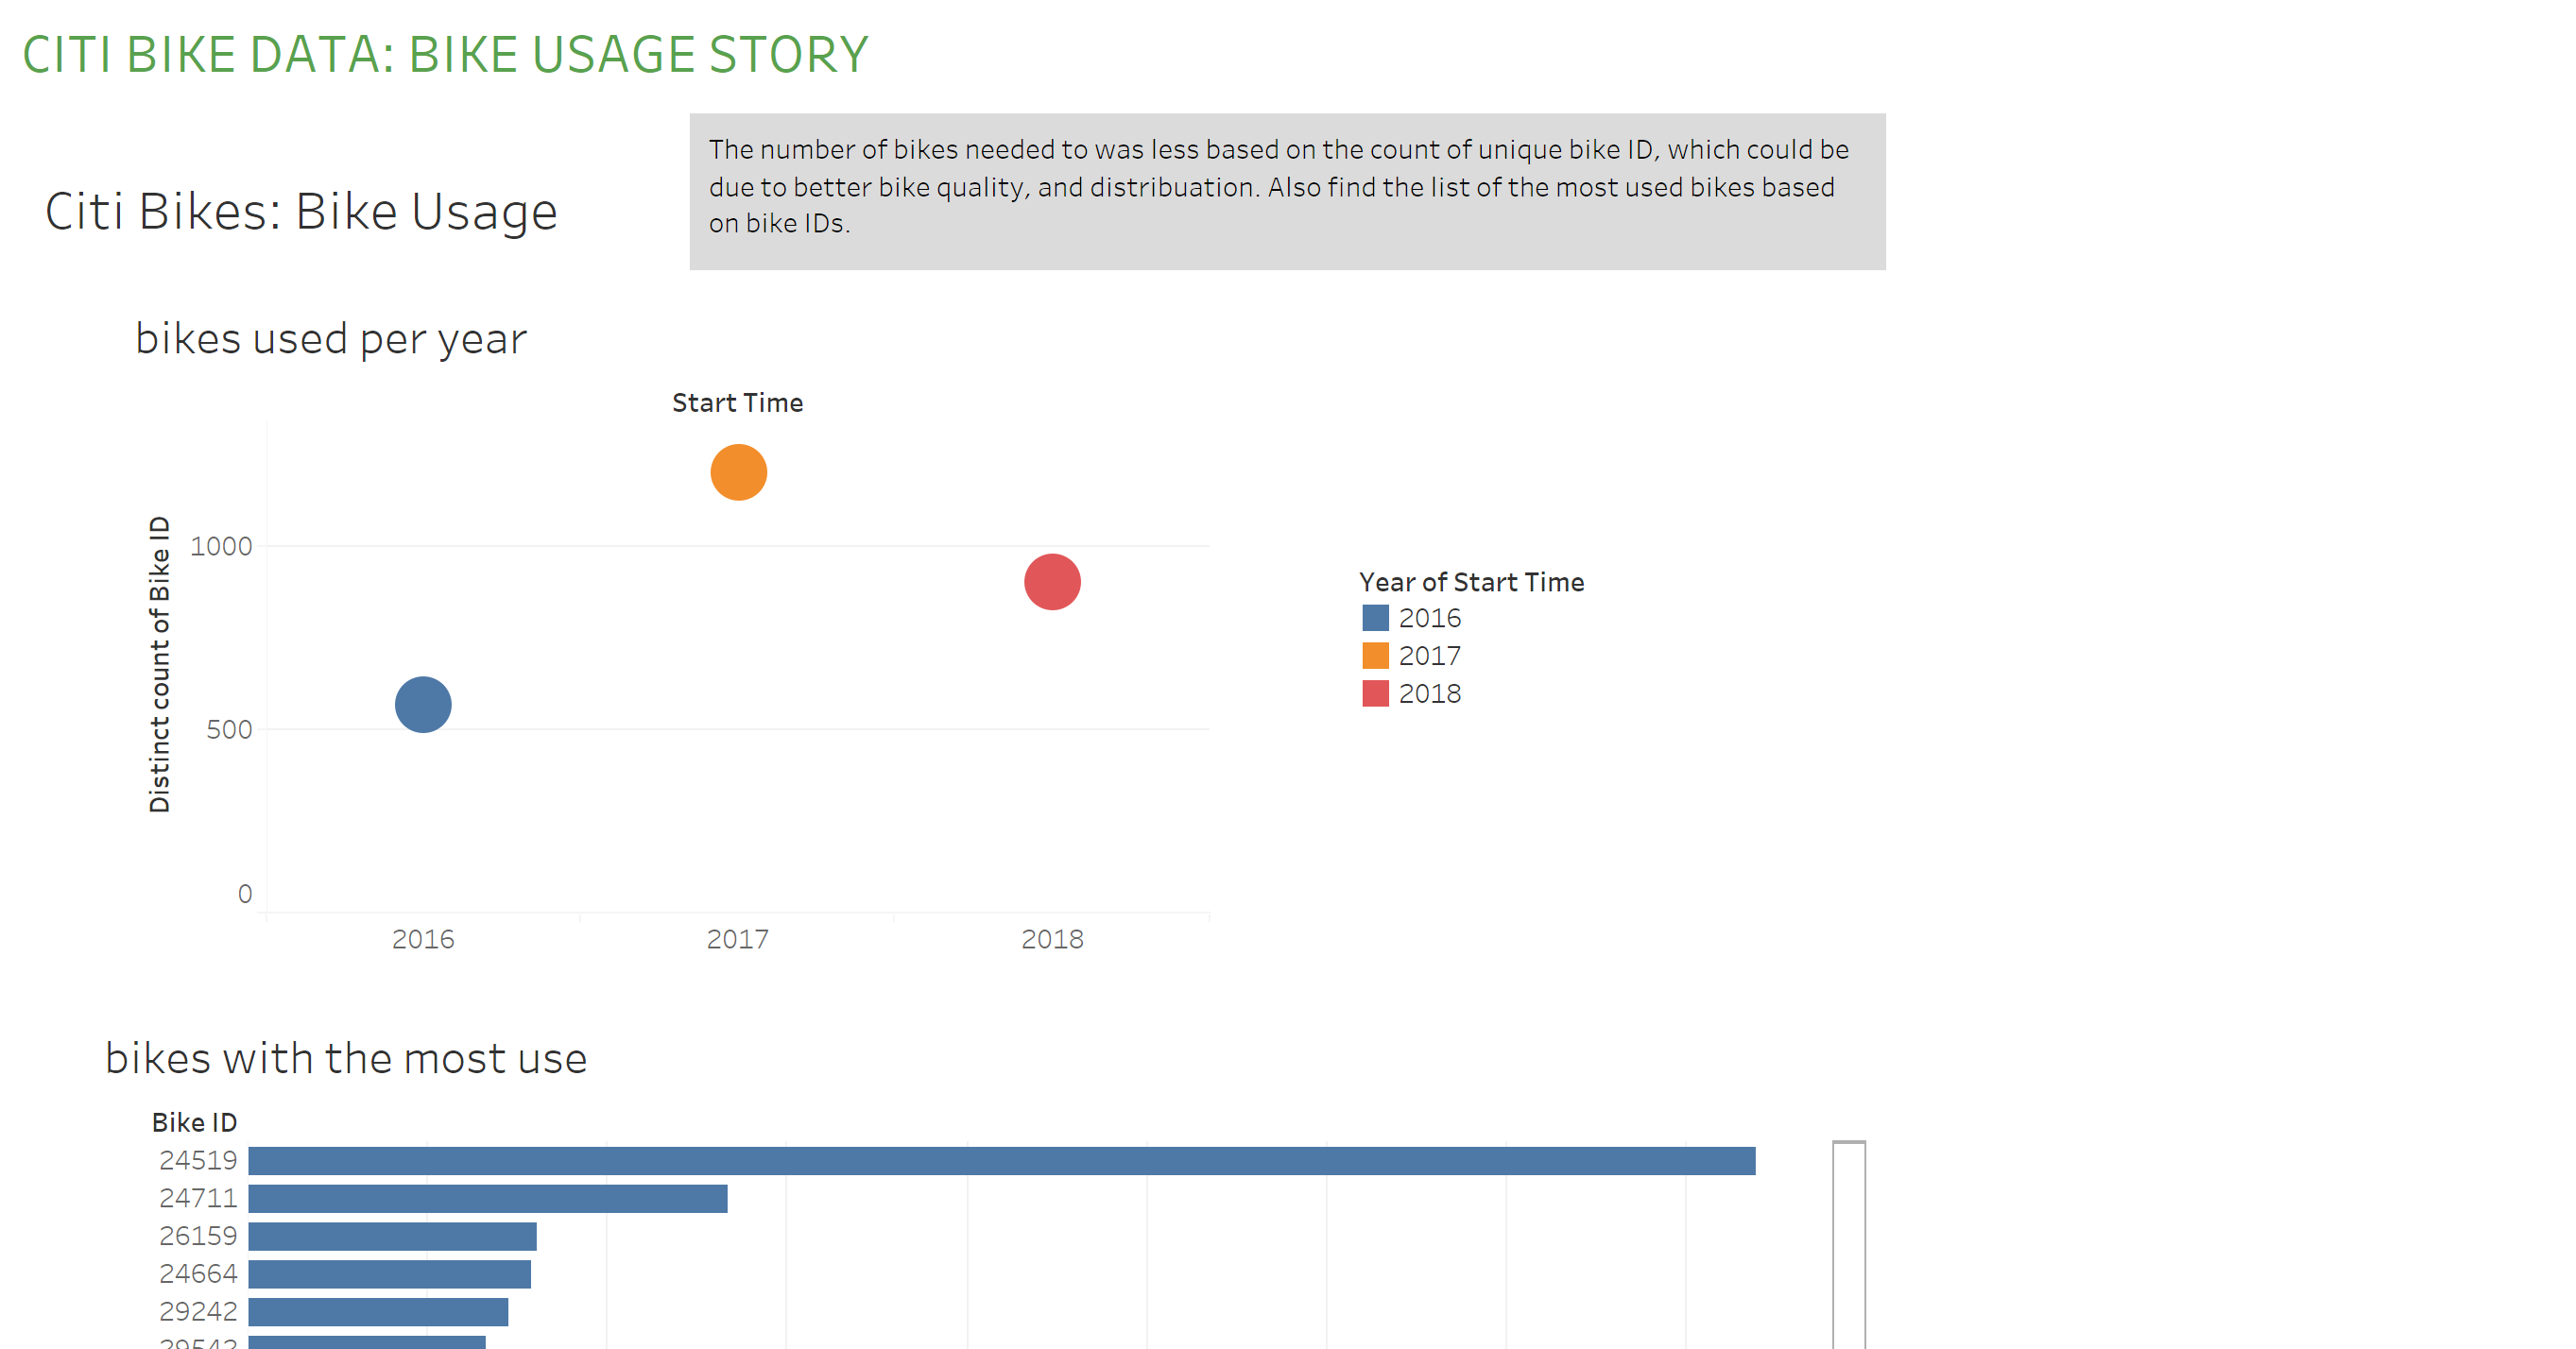 CITI BIKE DATA: BIKE USAGE STORY
The number of bikes needed to was less based on the count of unique bike ID, which could be
due to better bike quality, and distribuation. Also find the list of the most used bikes based
on bike IDs.
Citi Bikes: Bike Usage
bikes used per year
Start Time
Distinct count of Bike ID
1000
500
0
2016
2017
2018
Year of Start Time
2016
2017
2018
bikes with the most use
Bike ID
24519
24711
26159
24664
29242